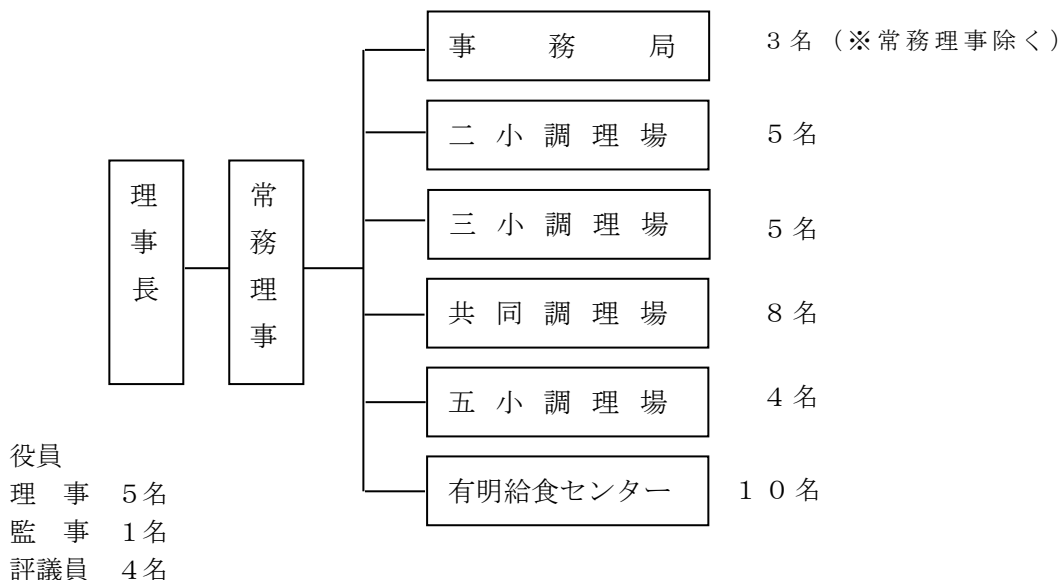 事務局 3名(※常務理事除く)
二小調理場 5名
三小調理場 5名
理事長
常務理事
共同調理場 8名
五小調理場 4名
有明給食センター 10名
役員
理 事 5名
監 事 1名
評議員 4名